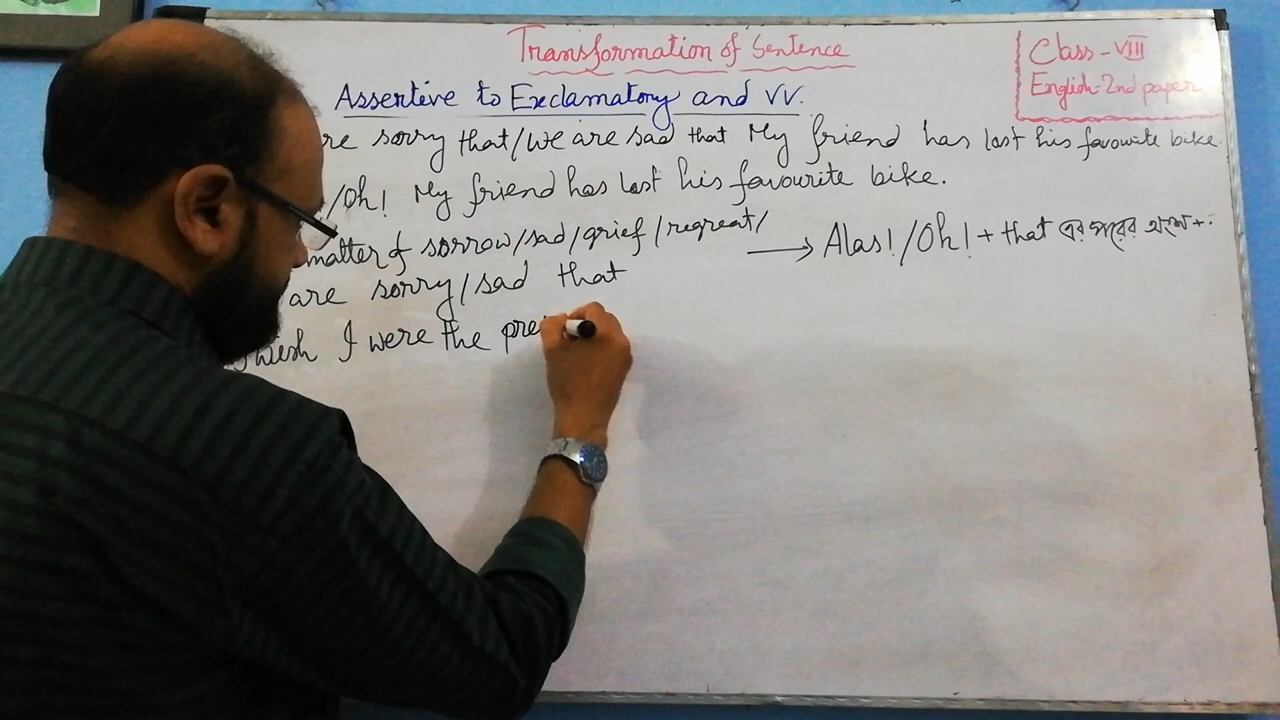 Transformation of Sentence
Class-VIII
English-2nd paper
Assertive to Exclamatory and VV.
re sorry that/we are sad that My friend has lost his favourite bike.
/Oh! My friend has lost his favourite bike.
matter of sorrow/sad/grief/regreat/
→ Alas!/Oh!+that এর পরের অংশ+.
are sorry/sad that
wish I were the pre